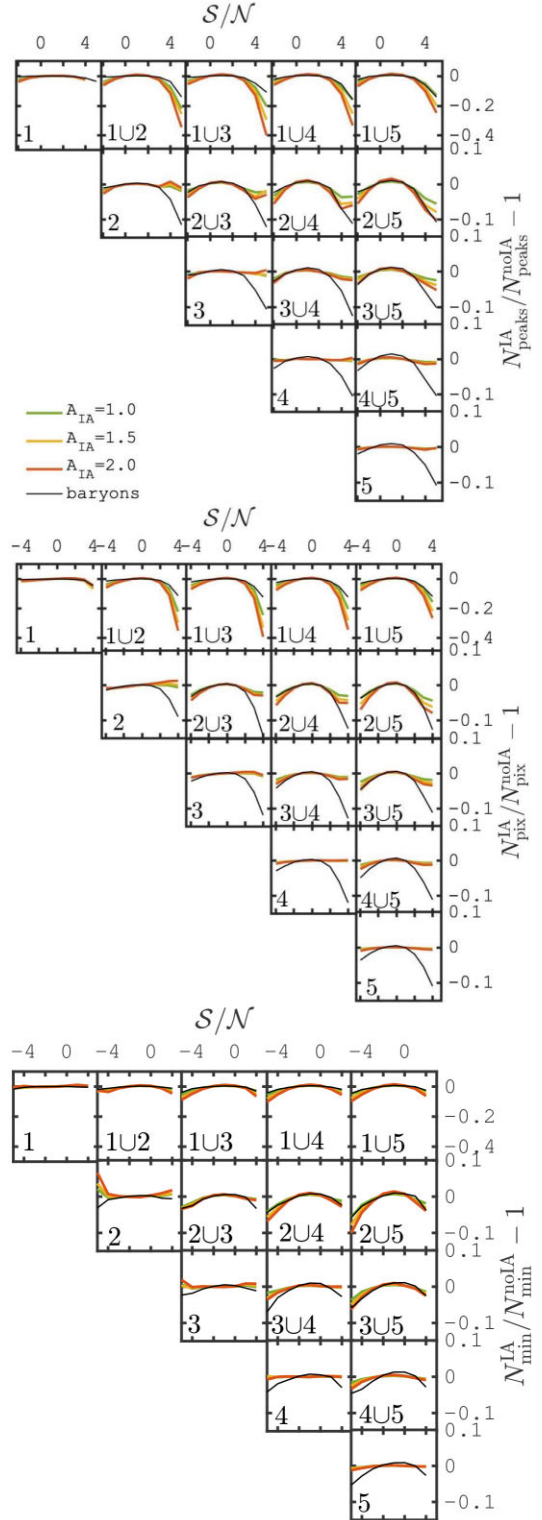 S/N
0 4 0 4 0 4 0 4 0 4
1 1∪2 1∪3 1∪4 1∪5
0
−0.2
−0.4
0.1
2 2∪3 2∪4 2∪5
0
−0.1
0.1
3 3∪4 3∪5
0
−0.1
0.1
4 4∪5
0
−0.1
0.1
5
0
−0.1
N^IA_peaks/N^noIA_peaks − 1
A_IA=1.0
A_IA=1.5
A_IA=2.0
baryons
S/N
−4 0 4 −4 0 4 −4 0 4 −4 0 4 −4 0 4
1 1∪2 1∪3 1∪4 1∪5
0
−0.2
−0.4
0.1
2 2∪3 2∪4 2∪5
0
−0.1
0.1
3 3∪4 3∪5
0
−0.1
0.1
4 4∪5
0
−0.1
0.1
5
0
−0.1
N^IA_pix/N^noIA_pix − 1
S/N
−4 0 −4 0 −4 0 −4 0 −4 0
1 1∪2 1∪3 1∪4 1∪5
0
−0.2
−0.4
0.1
2 2∪3 2∪4 2∪5
0
−0.1
0.1
3 3∪4 3∪5
0
−0.1
0.1
4 4∪5
0
−0.1
0.1
5
0
−0.1
N^IA_min/N^noIA_min − 1